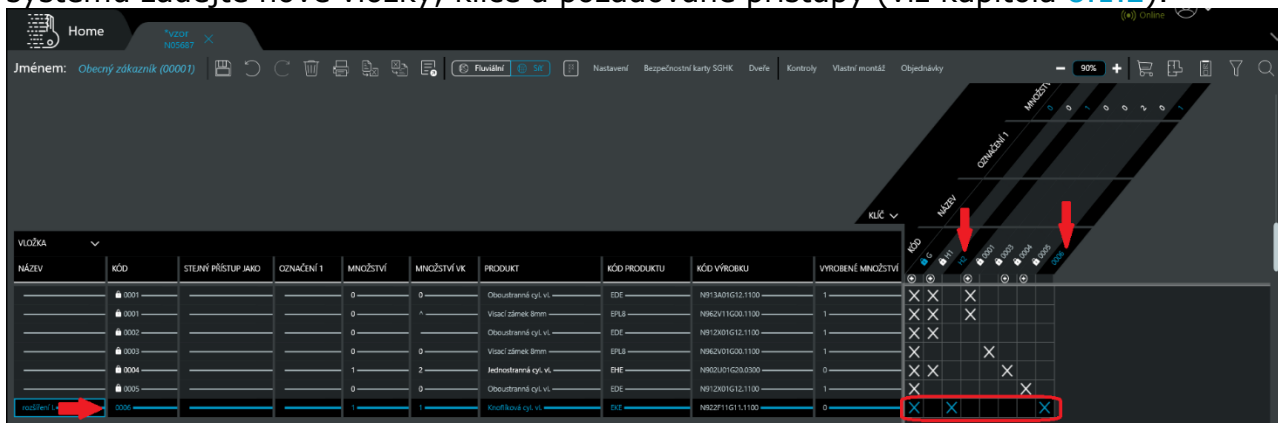 systému zadejte nové vložky, klíče a požadované přístupy (viz kapitola 6.1.2).
((●)) Online
Home
*vzor
N05687
Jménem: Obecný zákazník (00001)
Fluviální Síť
Nastavení Bezpečnostní karty SGHK Dveře Kontroly Vlastní montáž Objednávky
90%
MNOŽSTVÍ 0 0 1 0 0 2 0 1
OZNAČENÍ 1
NÁZEV
KLÍČ
KÓD G H1 H2 0001 0003 0004 0005 0006
VLOŽKA
NÁZEV KÓD STEJNÝ PŘÍSTUP JAKO OZNAČENÍ 1 MNOŽSTVÍ MNOŽSTVÍ VK PRODUKT KÓD PRODUKTU KÓD VÝROBKU VYROBENÉ MNOŽSTVÍ
0001 0 0 Oboustranná cyl. vl. EDE N913A01G12.1100 1 X X X
0001 0 ^ Visací zámek 8mm EPL8 N962V11G00.1100 1 X X X
0002 0 Oboustranná cyl. vl. EDE N912X01G12.1100 1 X X
0003 0 0 Visací zámek 8mm EPL8 N962V01G00.1100 1 X X
0004 1 2 Jednostranná cyl. vl. EHE N902U01G20.0300 0 X X X
0005 0 0 Oboustranná cyl. vl. EDE N912X01G12.1100 1 X X
rozšíření 1 0006 1 1 Knoflíková cyl. vl. EKE N922F11G11.1100 0 X X X